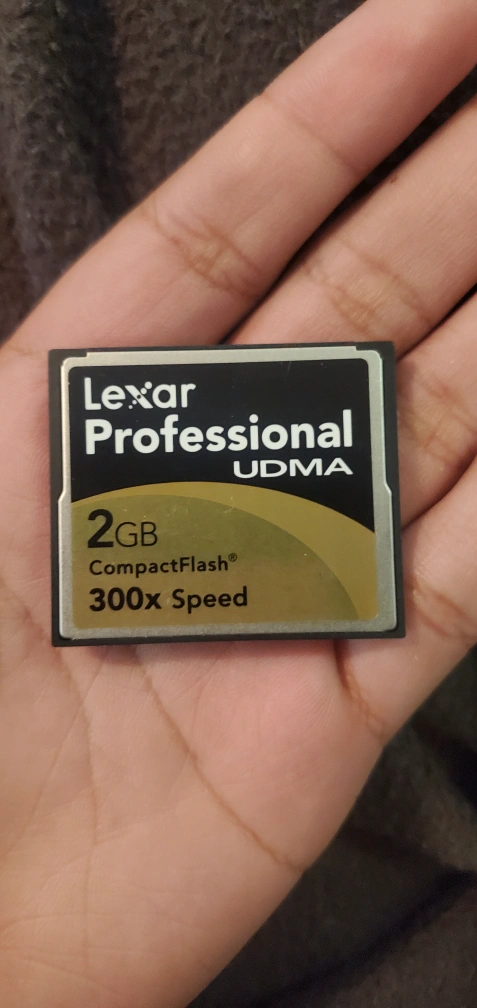 Lexar
Professional
UDMA
2GB
CompactFlash®
300x Speed